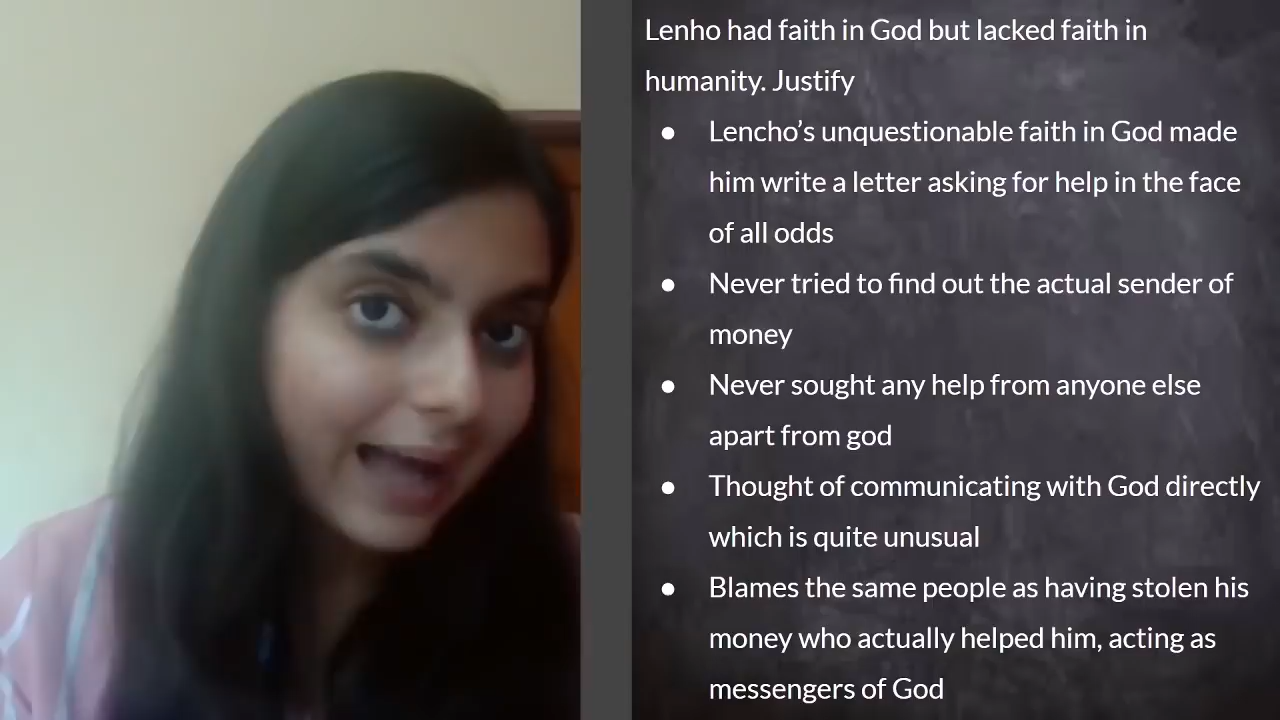 Lenho had faith in God but lacked faith in
humanity. Justify
● Lencho’s unquestionable faith in God made
him write a letter asking for help in the face
of all odds
● Never tried to find out the actual sender of
money
● Never sought any help from anyone else
apart from god
● Thought of communicating with God directly
which is quite unusual
● Blames the same people as having stolen his
money who actually helped him, acting as
messengers of God